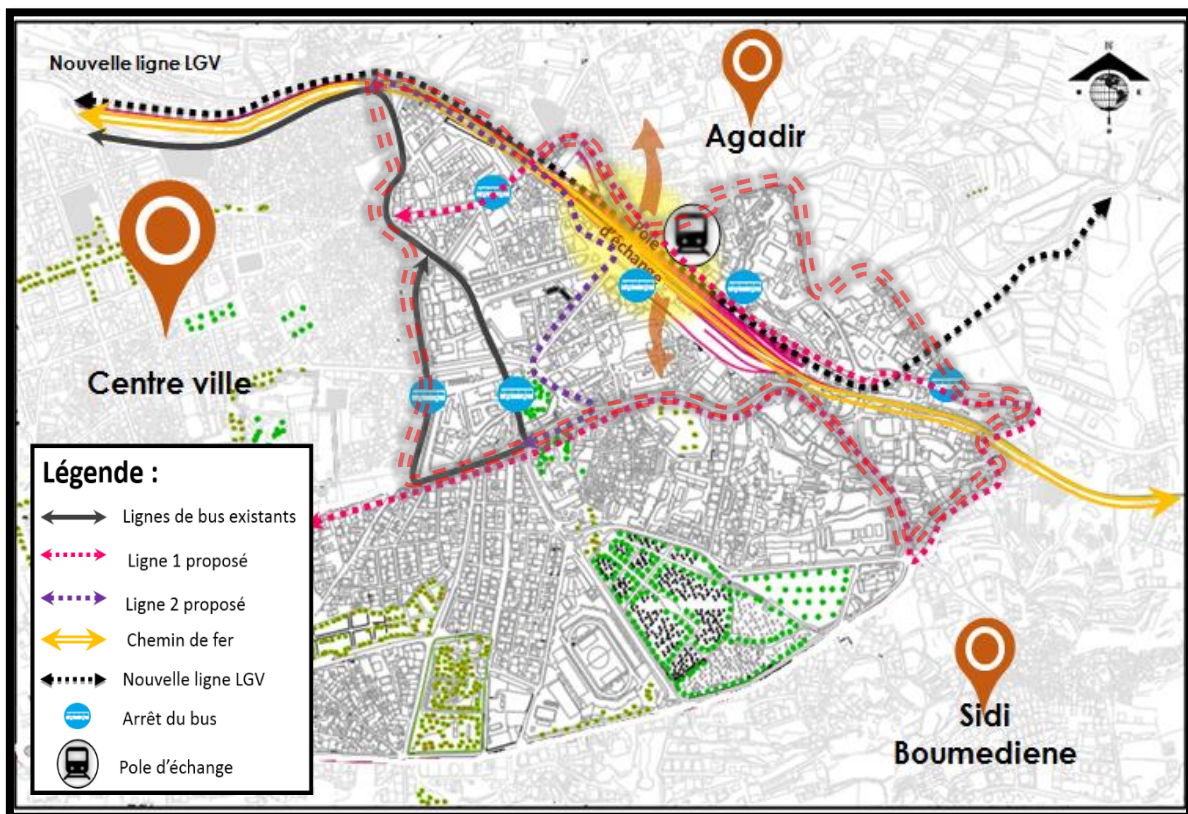 Nouvelle ligne LGV
Agadir
N
Pole
d'échange
Centre ville
Sidi
Boumediene
Légende :
Lignes de bus existants
Ligne 1 proposé
Ligne 2 proposé
Chemin de fer
Nouvelle ligne LGV
Arrêt du bus
Pole d'échange